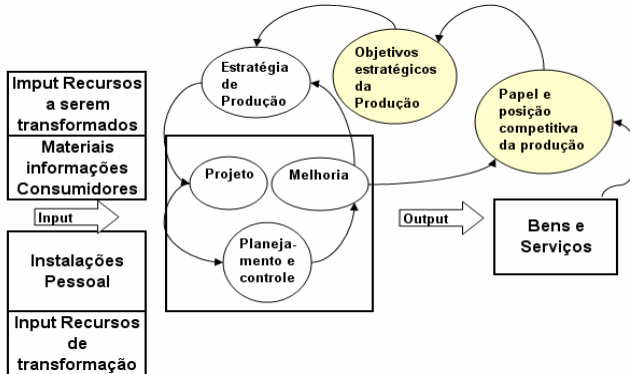 Imput Recursos
a serem
transformados
Materiais
informações
Consumidores
Input
Instalações
Pessoal
Input Recursos
de
transformação
Estratégia
de
Produção
Objetivos
estratégicos
da
Produção
Papel e
posição
competitiva
da produção
Projeto
Melhoria
Planeja-
mento e
controle
Output
Bens e
Serviços